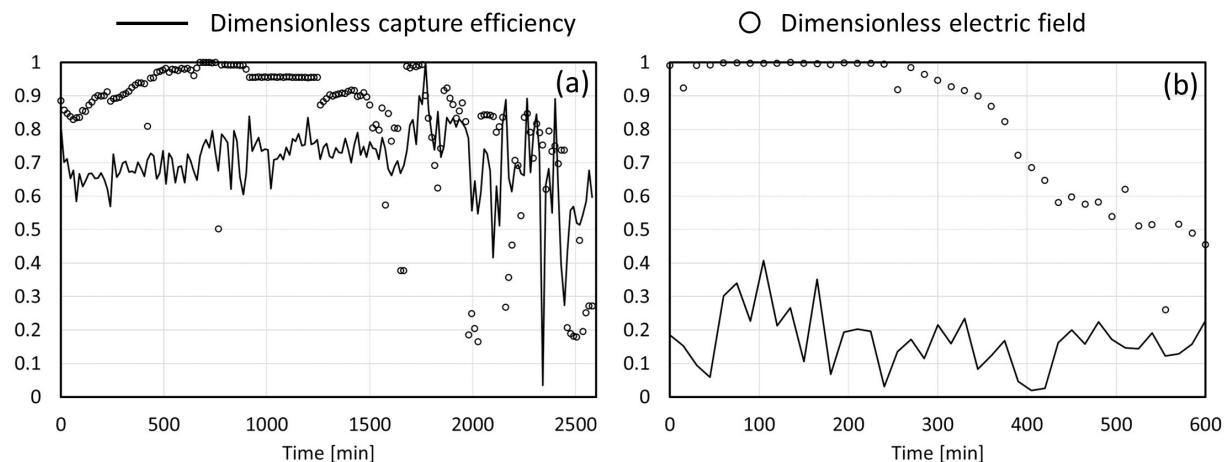 Dimensionless capture efficiency
Dimensionless electric field
(a)
1
0.9
0.8
0.7
0.6
0.5
0.4
0.3
0.2
0.1
0
0 500 1000 1500 2000 2500
Time [min]
(b)
1
0.9
0.8
0.7
0.6
0.5
0.4
0.3
0.2
0.1
0
0 100 200 300 400 500 600
Time [min]